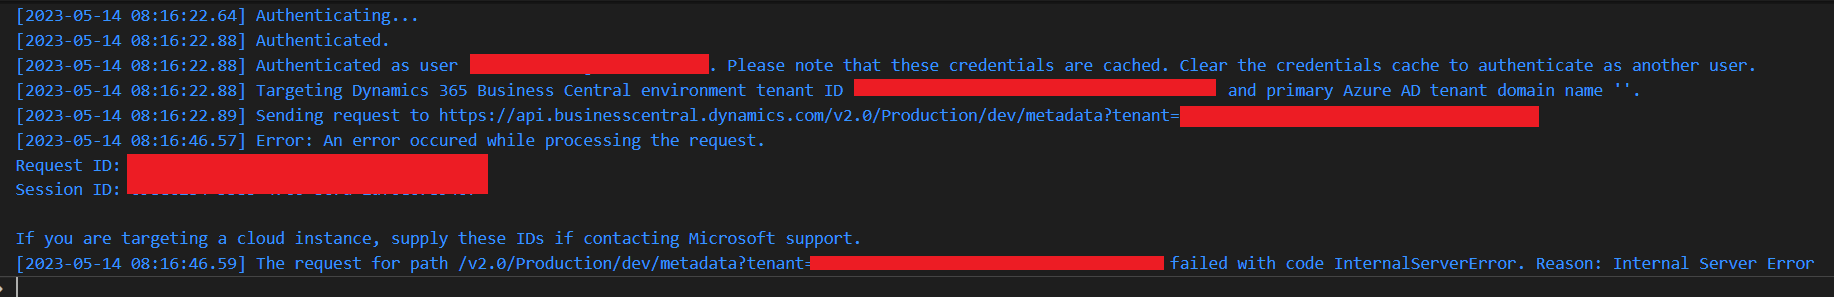 [2023-05-14 08:16:22.64] Authenticating...
[2023-05-14 08:16:22.88] Authenticated.
[2023-05-14 08:16:22.88] Authenticated as user . Please note that these credentials are cached. Clear the credentials cache to authenticate as another user.
[2023-05-14 08:16:22.88] Targeting Dynamics 365 Business Central environment tenant ID and primary Azure AD tenant domain name ''.
[2023-05-14 08:16:22.89] Sending request to https://api.businesscentral.dynamics.com/v2.0/Production/dev/metadata?tenant=
[2023-05-14 08:16:46.57] Error: An error occured while processing the request.
Request ID:
Session ID:
If you are targeting a cloud instance, supply these IDs if contacting Microsoft support.
[2023-05-14 08:16:46.59] The request for path /v2.0/Production/dev/metadata?tenant= failed with code InternalServerError. Reason: Internal Server Error